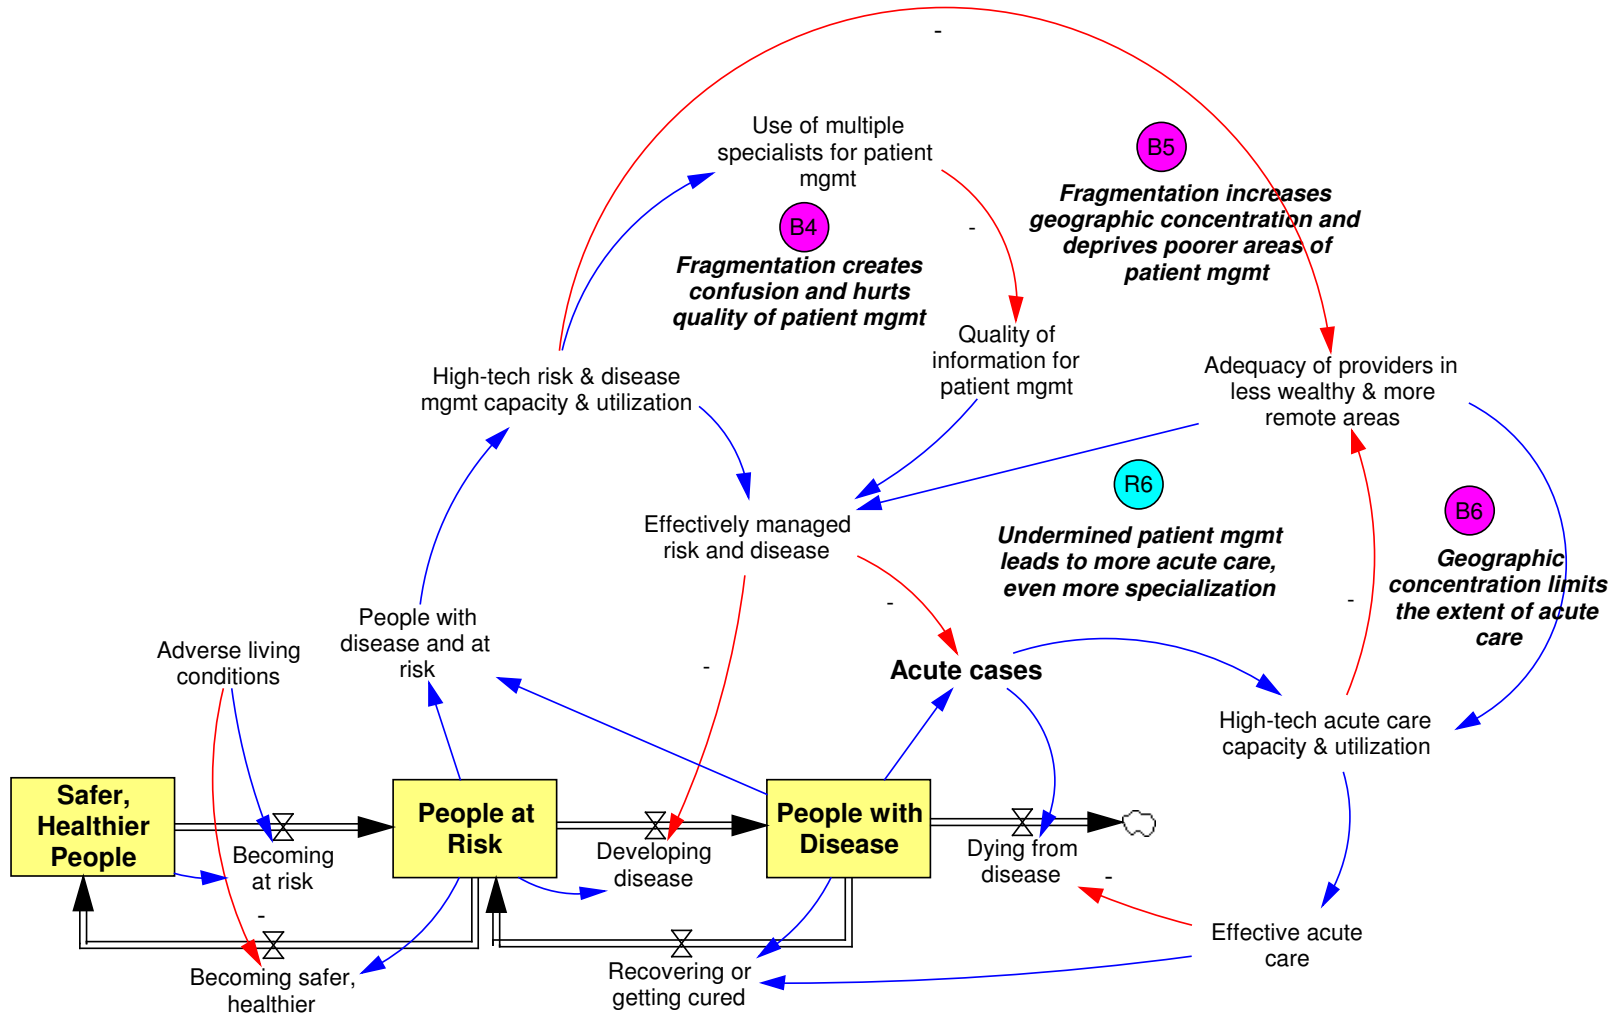 -
Use of multiple
specialists for patient
mgmt
B5
Fragmentation increases
geographic concentration and
deprives poorer areas of
patient mgmt
B4
-
Fragmentation creates
confusion and hurts
quality of patient mgmt
Quality of
information for
patient mgmt
High-tech risk & disease
mgmt capacity & utilization
Adequacy of providers in
less wealthy & more
remote areas
R6
B6
Effectively managed
risk and disease
Undermined patient mgmt
leads to more acute care,
even more specialization
Geographic
concentration limits
the extent of acute
care
-
-
People with
disease and at
risk
Adverse living
conditions
-
Acute cases
High-tech acute care
capacity & utilization
Safer,
Healthier
People
People at
Risk
People with
Disease
Becoming
at risk
Developing
disease
Dying from
disease
-
-
Effective acute
care
Becoming safer,
healthier
Recovering or
getting cured